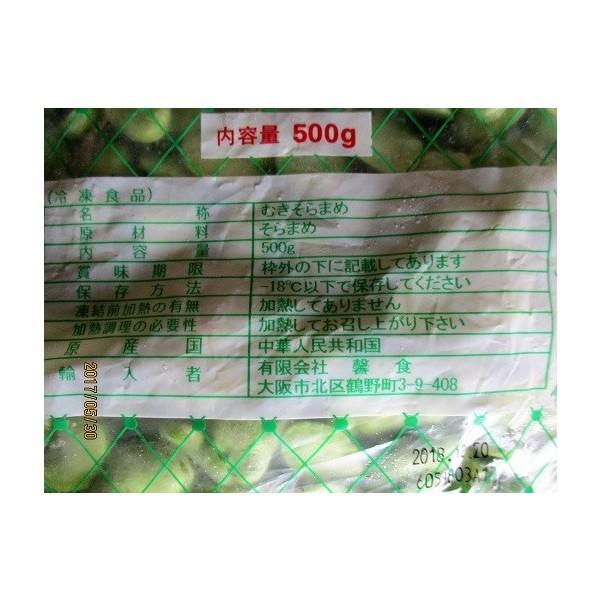 内容量 500g
(冷凍食品)
名称 むきそらまめ
原材料 そらまめ
内容量 500g
賞味期限 枠外の下に記載してあります
保存方法 -18℃以下で保存してください
凍結前加熱の有無 加熱してありません
加熱調理の必要性 加熱してお召し上がり下さい
原産国 中華人民共和国
輸入者 有限会社 馨食
大阪市北区鶴野町3-9-408
2017/05/30
2018.